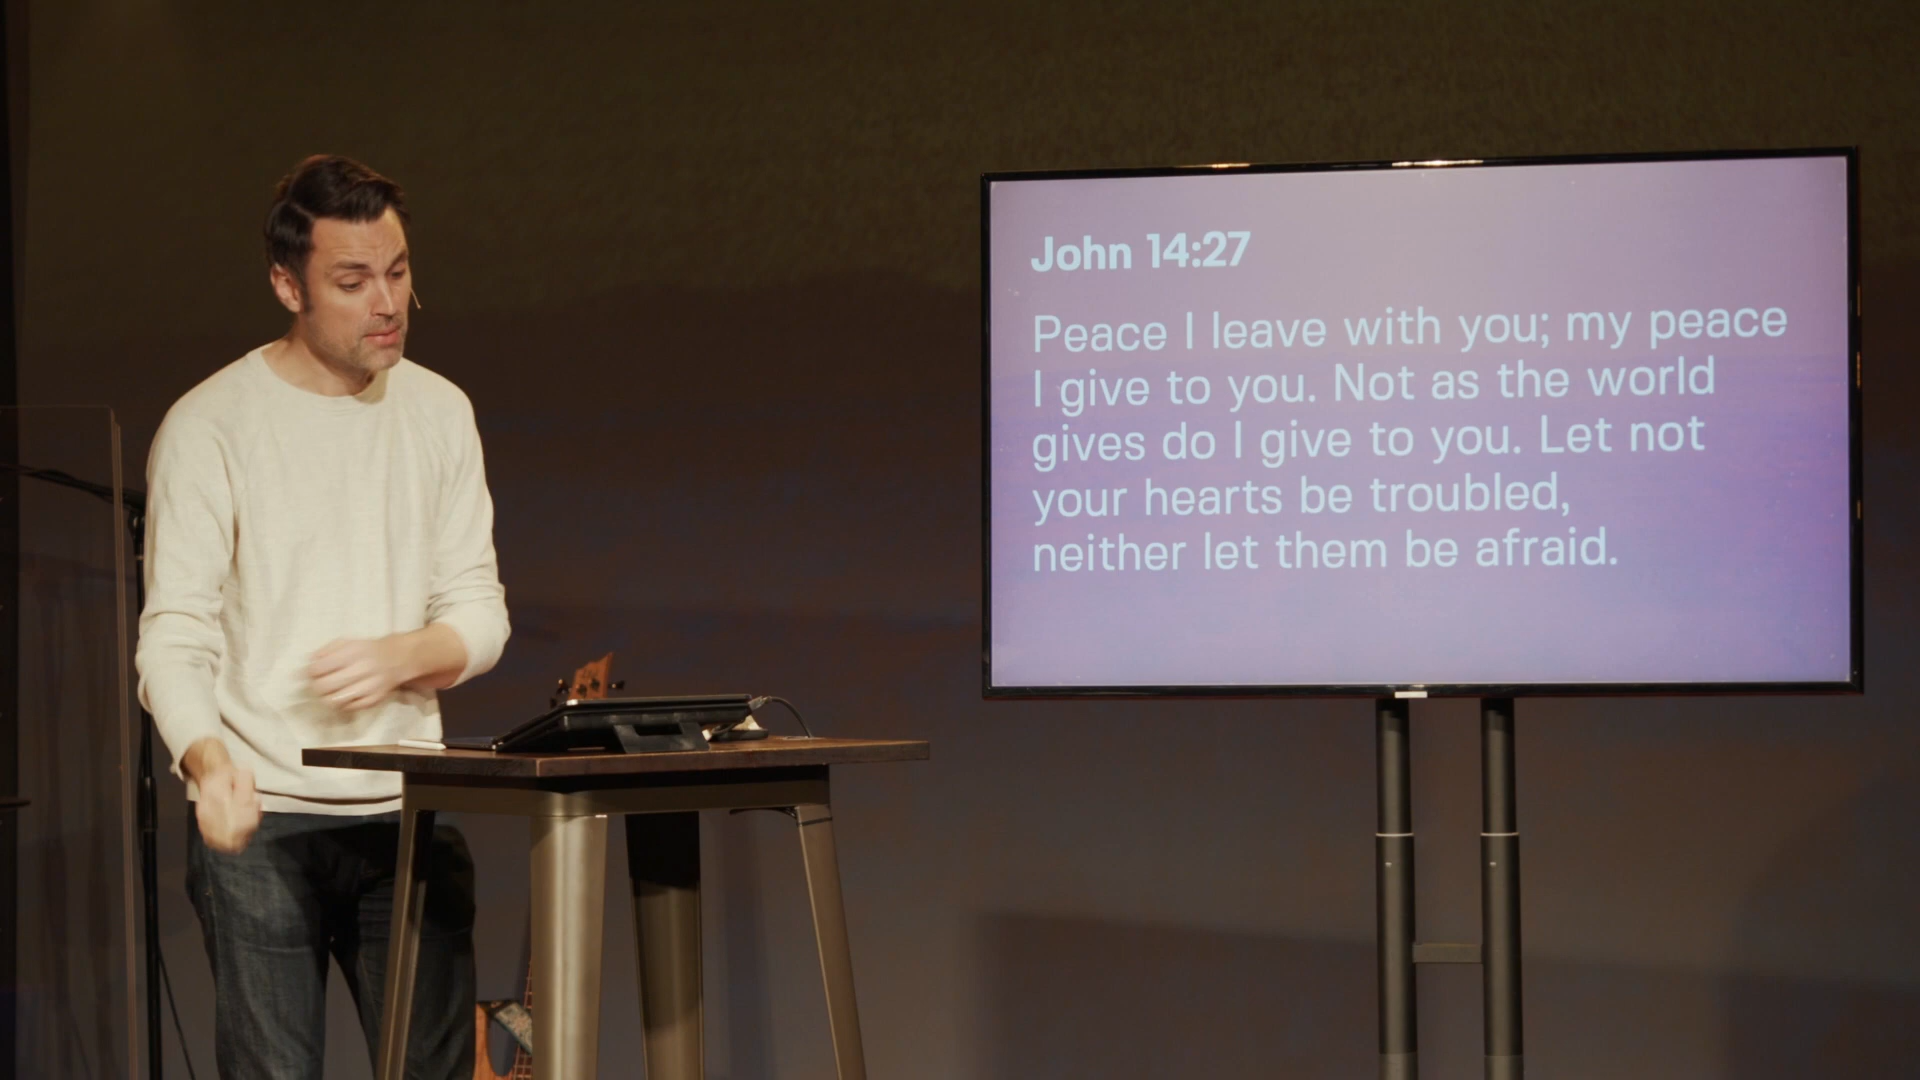 John 14:27
Peace I leave with you; my peace
I give to you. Not as the world
gives do I give to you. Let not
your hearts be troubled,
neither let them be afraid.